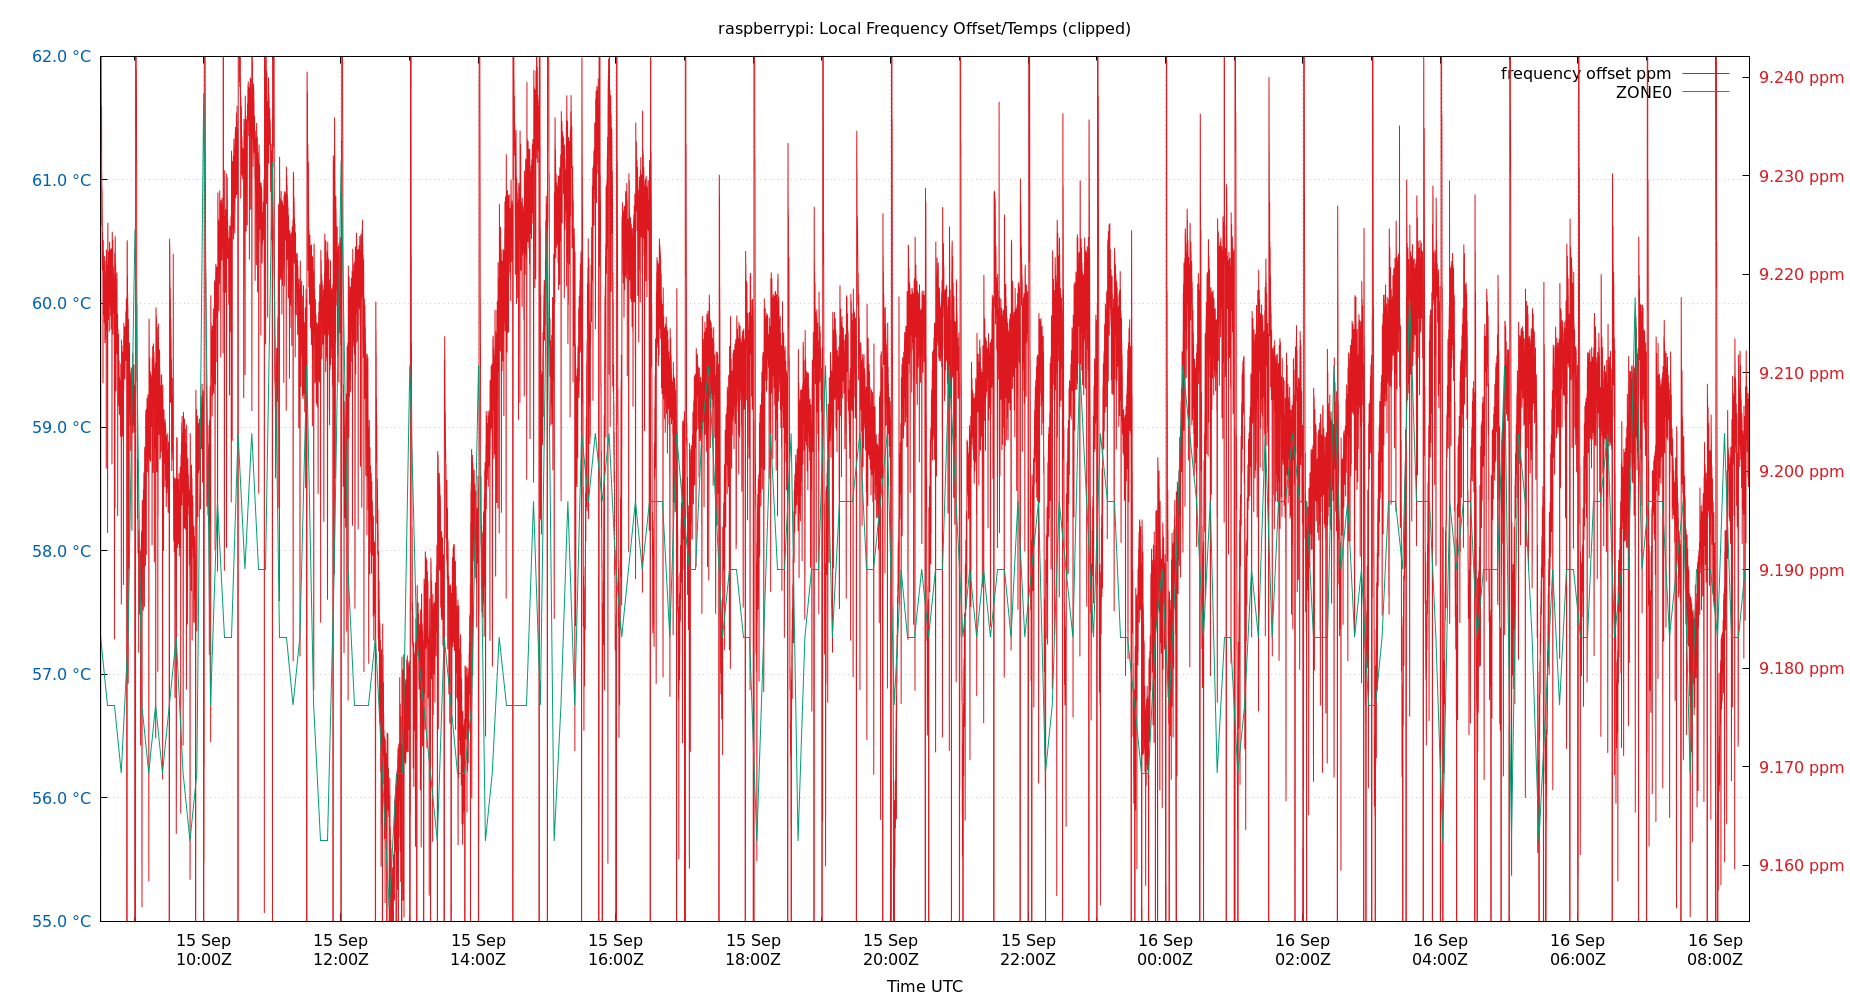 raspberrypi: Local Frequency Offset/Temps (clipped)
frequency offset ppm
ZONE0
62.0 °C
61.0 °C
60.0 °C
59.0 °C
58.0 °C
57.0 °C
56.0 °C
55.0 °C
9.240 ppm
9.230 ppm
9.220 ppm
9.210 ppm
9.200 ppm
9.190 ppm
9.180 ppm
9.170 ppm
9.160 ppm
15 Sep 15 Sep 15 Sep 15 Sep 15 Sep 15 Sep 15 Sep 16 Sep 16 Sep 16 Sep 16 Sep 16 Sep
10:00Z 12:00Z 14:00Z 16:00Z 18:00Z 20:00Z 22:00Z 00:00Z 02:00Z 04:00Z 06:00Z 08:00Z
Time UTC